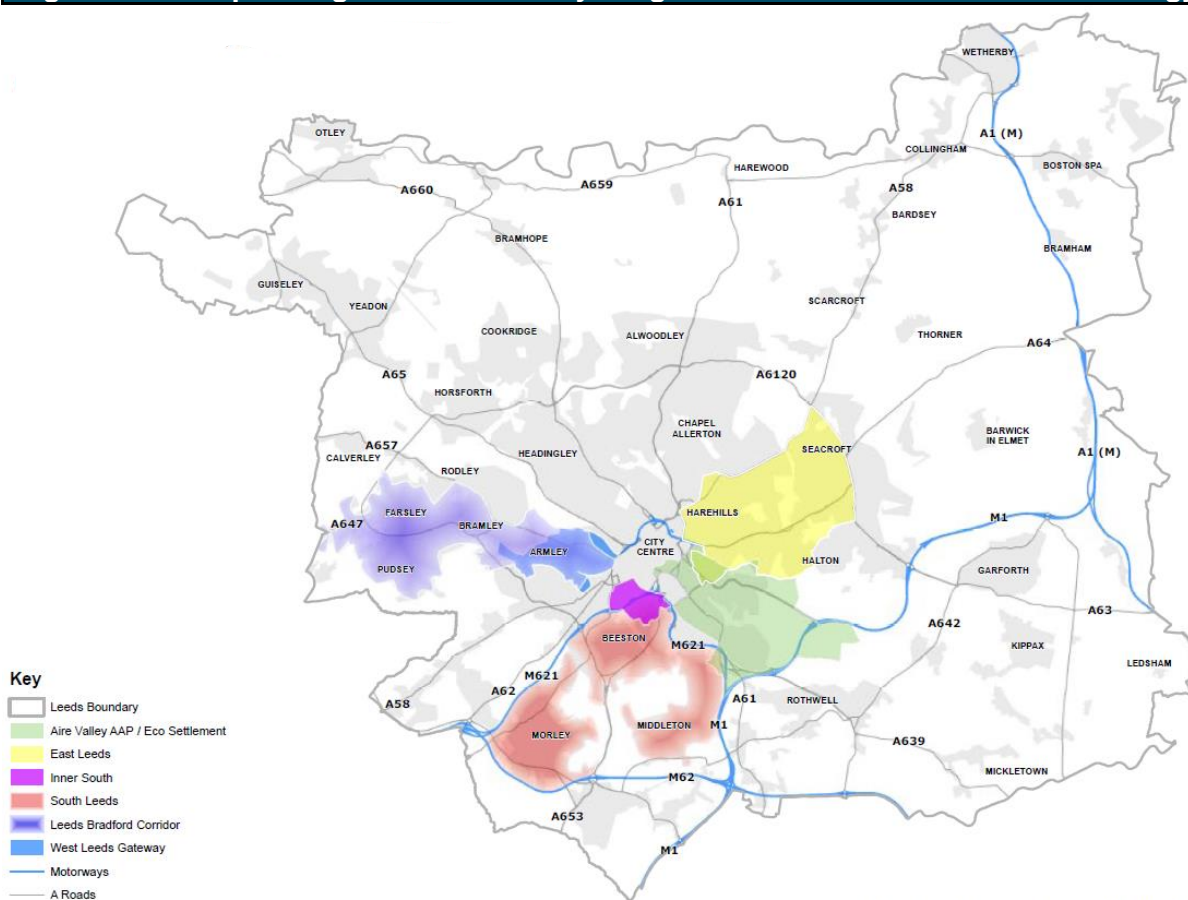 WETHERBY
OTLEY
A1 (M)
COLLINGHAM
HAREWOOD
BOSTON SPA
A660
A659
A58
A61
BARDSEY
BRAMHOPE
BRAMHAM
GUISELEY
YEADON
SCARCROFT
COOKRIDGE
ALWOODLEY
THORNER
A64
A65
A6120
HORSFORTH
CHAPEL
ALLERTON
BARWICK
IN ELMET
A657
CALVERLEY
HEADINGLEY
SEACROFT
A1 (M)
RODLEY
FARSLEY
HAREHILLS
A647
BRAMLEY
M1
ARMLEY
CITY
CENTRE
HALTON
PUDSEY
GARFORTH
A63
A642
BEESTON
M621
KIPPAX
LEDSHAM
M621
A62
A58
A61
ROTHWELL
MORLEY
MIDDLETON
M1
A639
MICKLETOWN
M62
A653
M1
Key
Leeds Boundary
Aire Valley AAP / Eco Settlement
East Leeds
Inner South
South Leeds
Leeds Bradford Corridor
West Leeds Gateway
Motorways
A Roads